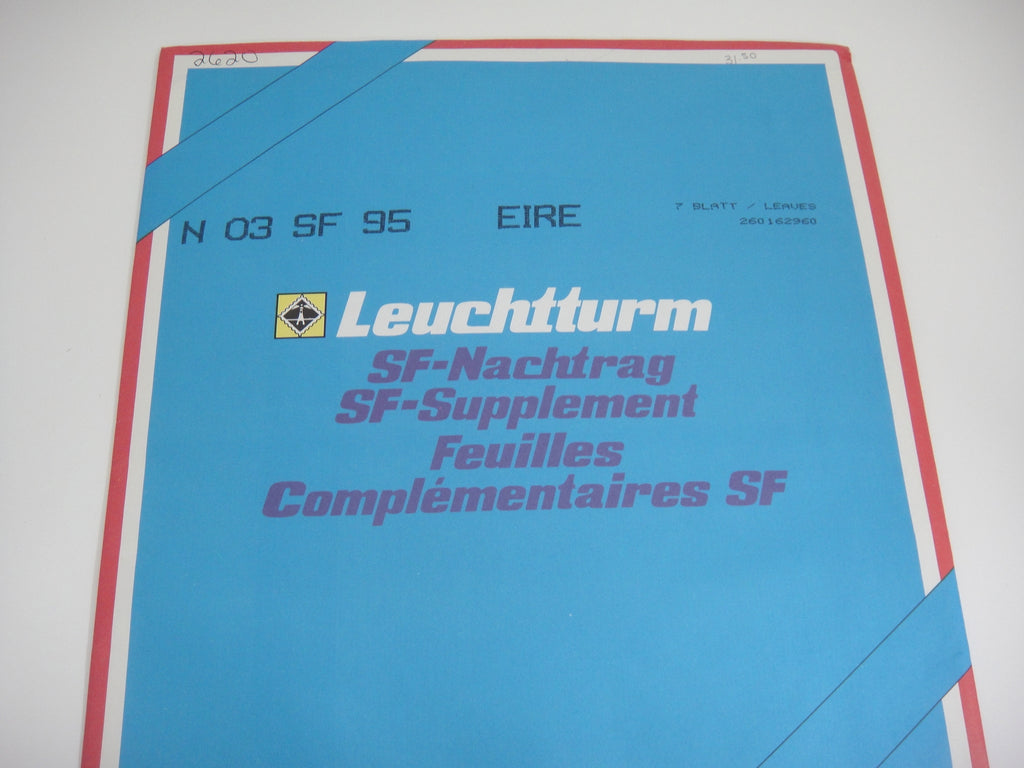 2620
31.50
N 03 SF 95 EIRE
7 BLATT / LEAVES
260162960
Leuchtturm
SF-Nachtrag
SF-Supplement
Feuilles
Complémentaires SF